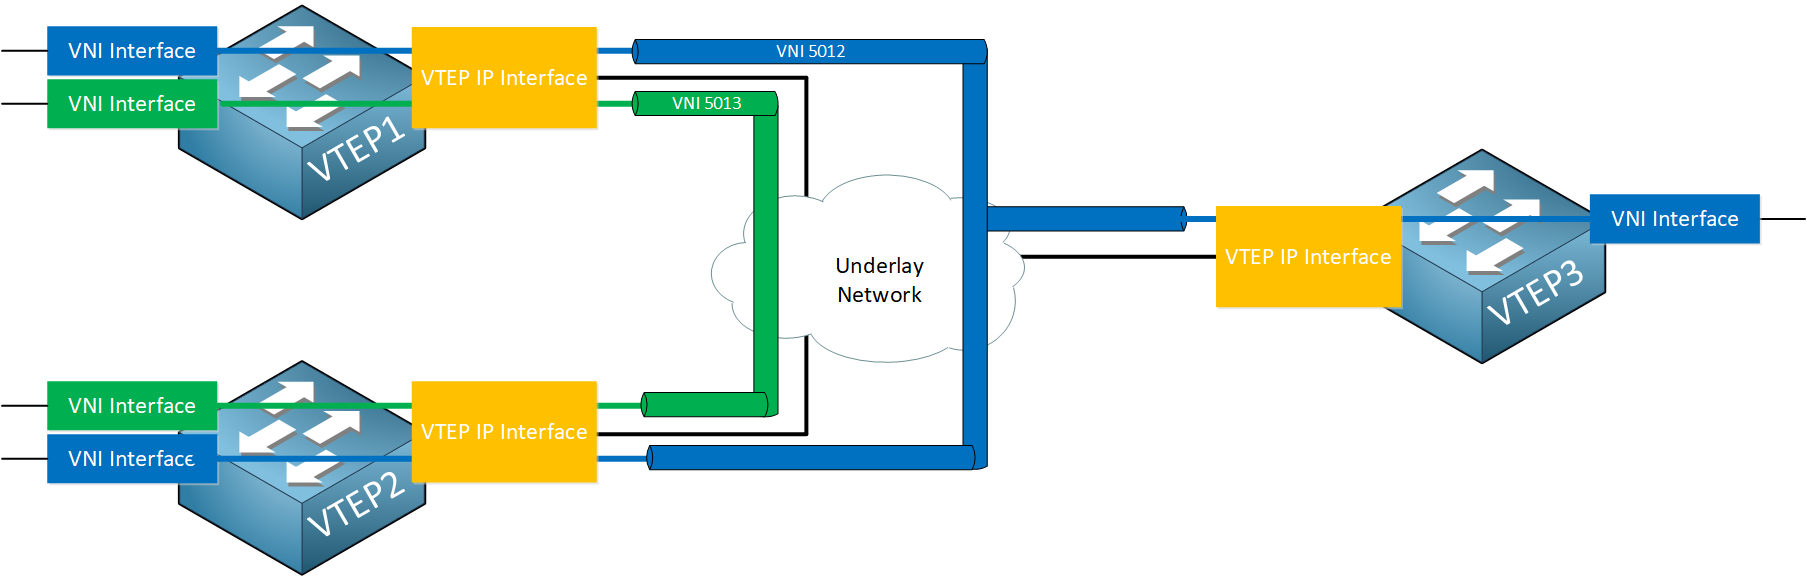 VNI Interface
VTEP IP Interface
VNI 5012
VNI Interface
VNI 5013
VTEP1
VNI Interface
VTEP IP Interface
VTEP3
Underlay
Network
VNI Interface
VTEP IP Interface
VNI Interface
VTEP2